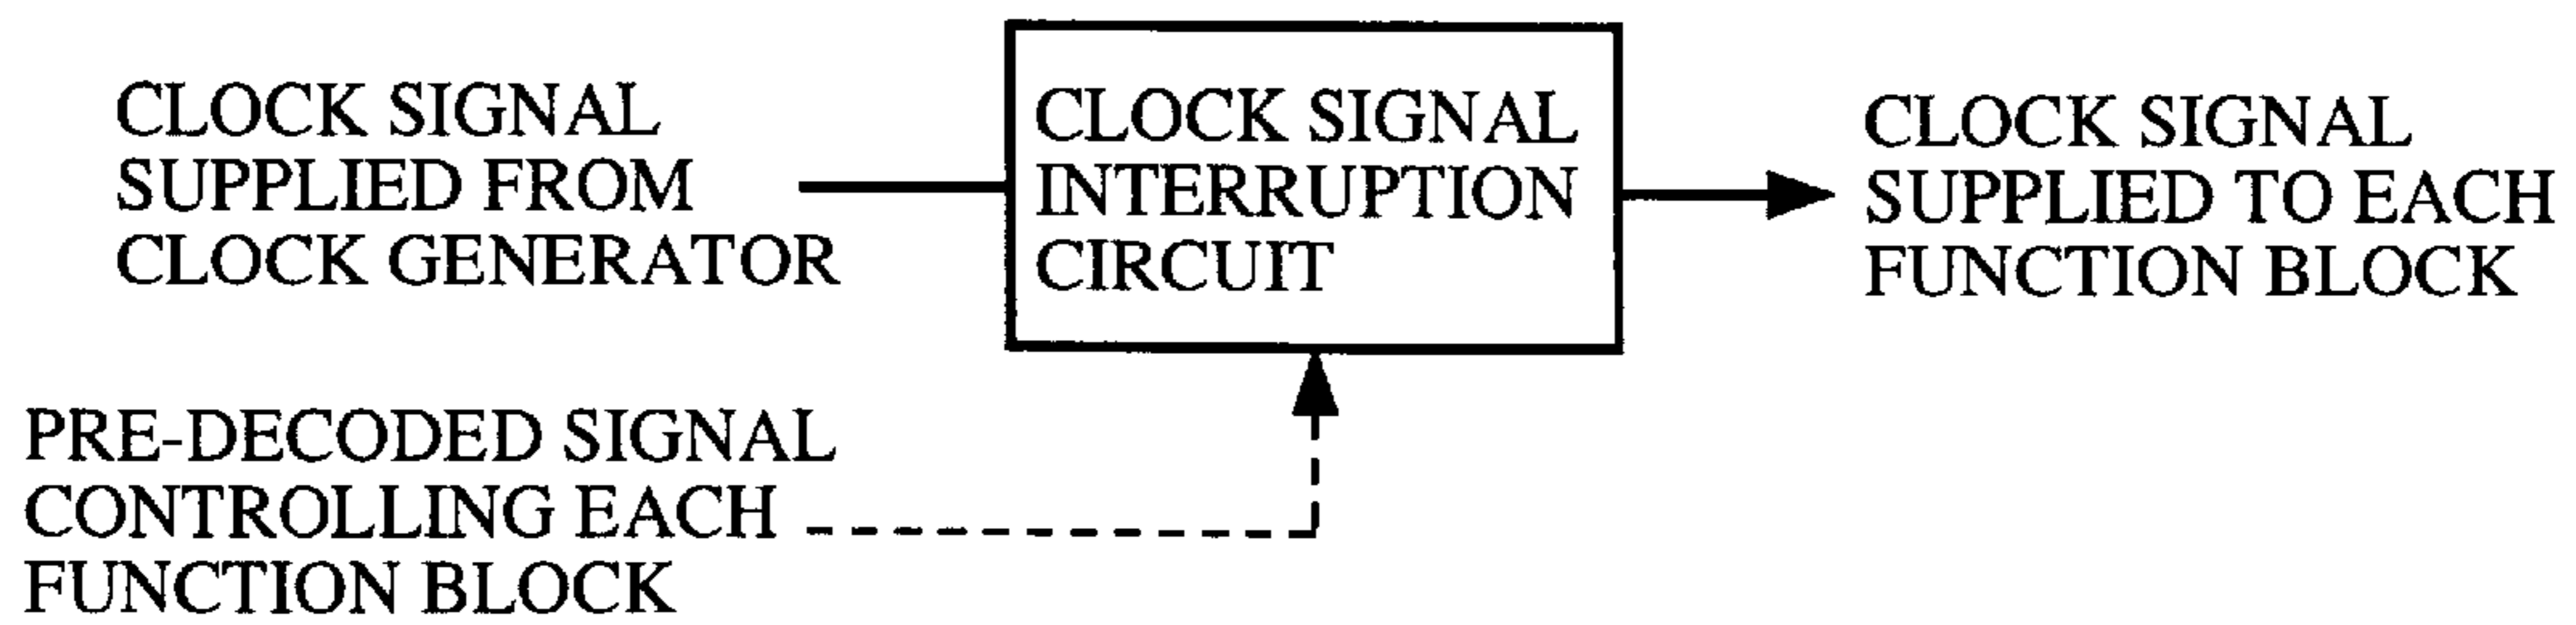 CLOCK SIGNAL
SUPPLIED FROM
CLOCK GENERATOR
CLOCK SIGNAL
INTERRUPTION
CIRCUIT
CLOCK SIGNAL
SUPPLIED TO EACH
FUNCTION BLOCK
PRE-DECODED SIGNAL
CONTROLLING EACH
FUNCTION BLOCK